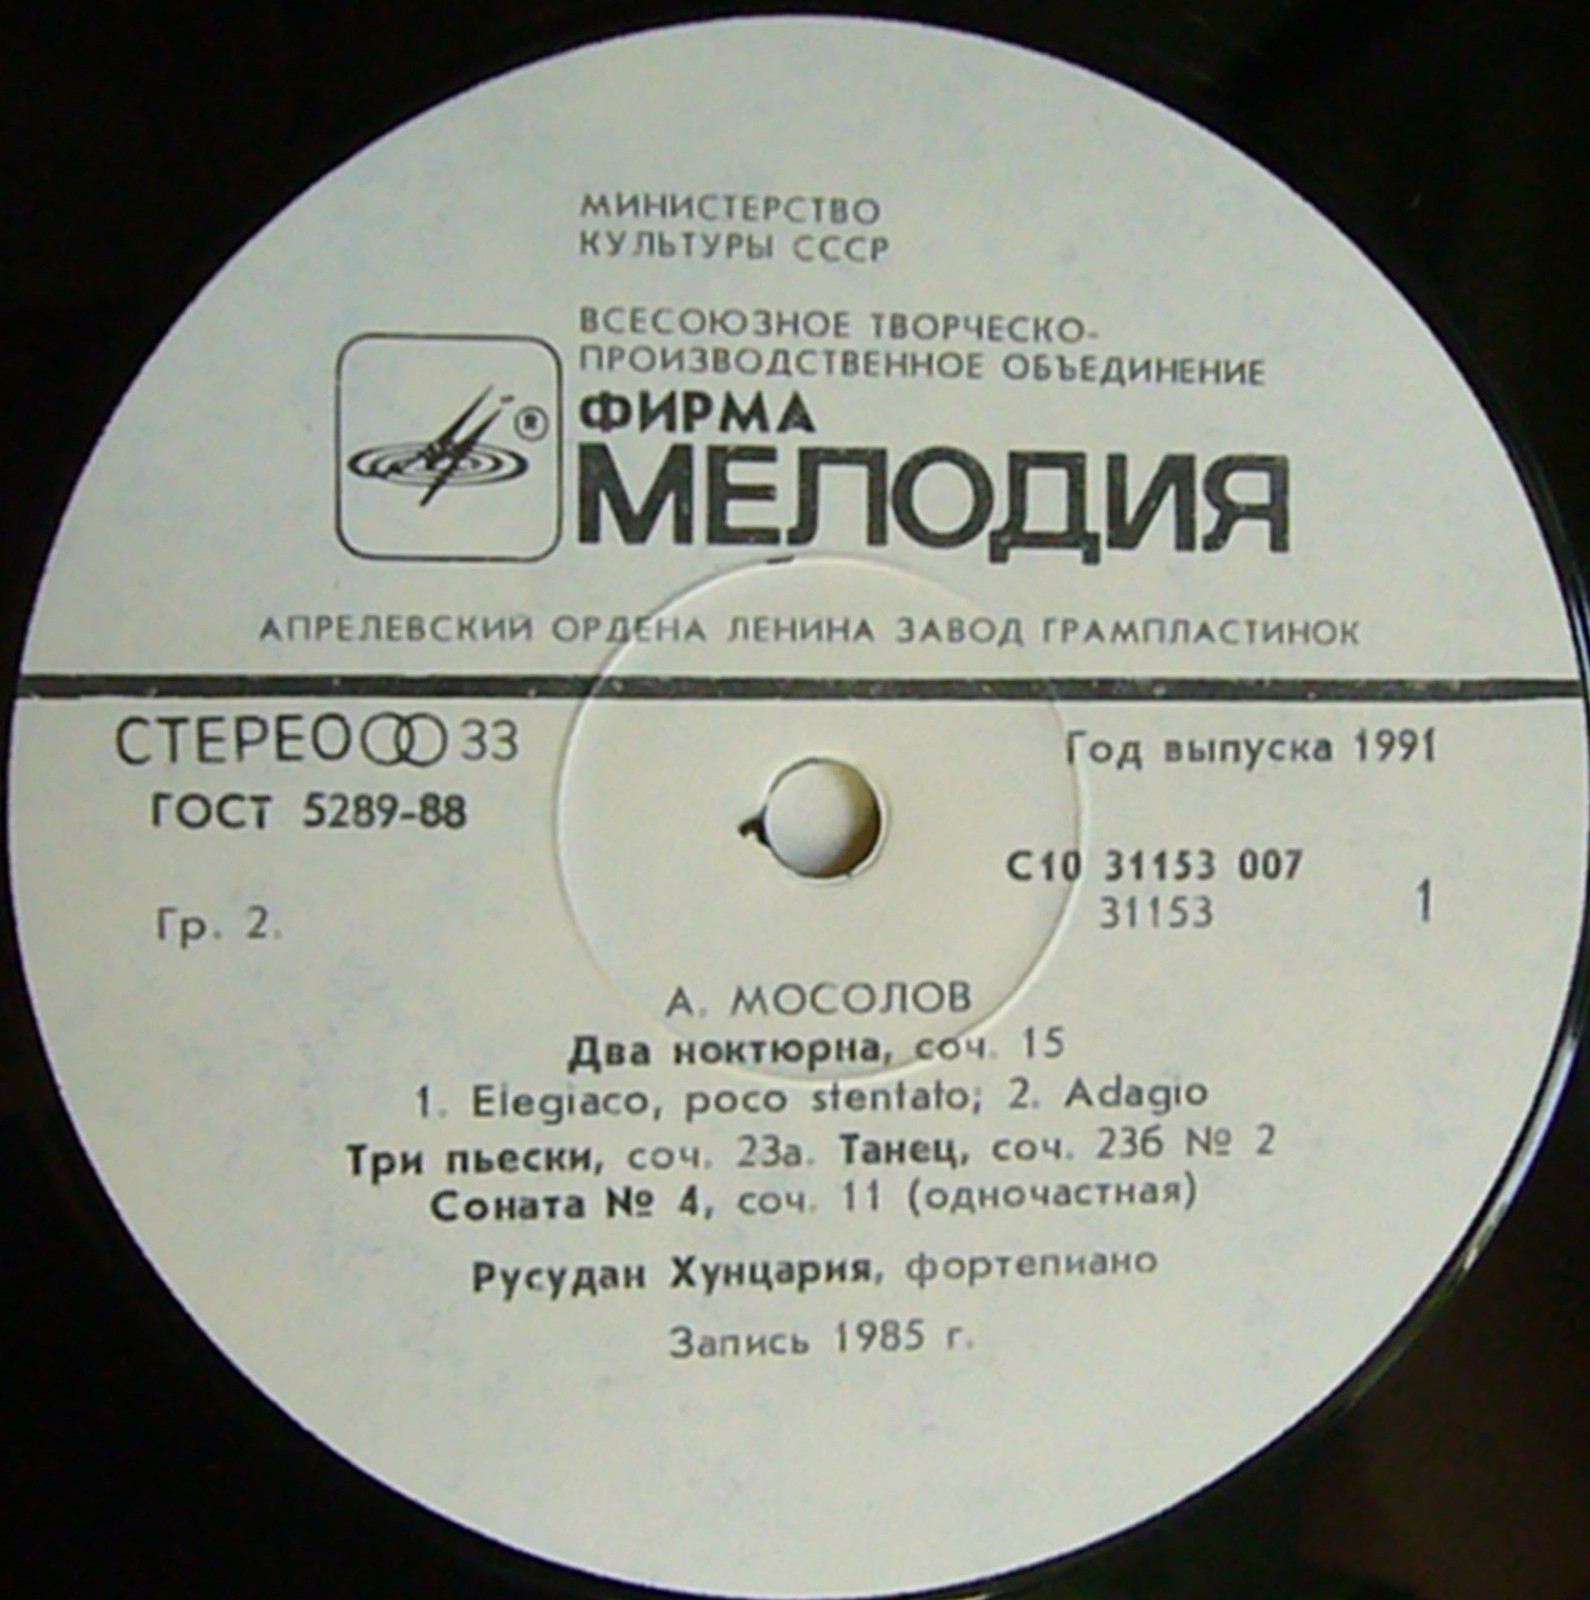 МИНИСТЕРСТВО
КУЛЬТУРЫ СССР
ВСЕСОЮЗНОЕ ТВОРЧЕСКО-
ПРОИЗВОДСТВЕННОЕ ОБЪЕДИНЕНИЕ
®
ФИРМА
МЕЛОДИЯ
АПРЕЛЕВСКИЙ ОРДЕНА ЛЕНИНА ЗАВОД ГРАМПЛАСТИНОК
СТЕРЕО 33
Год выпуска 1991
ГОСТ 5289-88
С10 31153 007
31153
1
Гр. 2.
А. МОСОЛОВ
Два ноктюрна, соч. 15
1. Elegiaco, poco stentato; 2. Adagio
Три пьески, соч. 23а. Танец, соч. 23б № 2
Соната № 4, соч. 11 (одночастная)
Русудан Хунцария, фортепиано
Запись 1985 г.